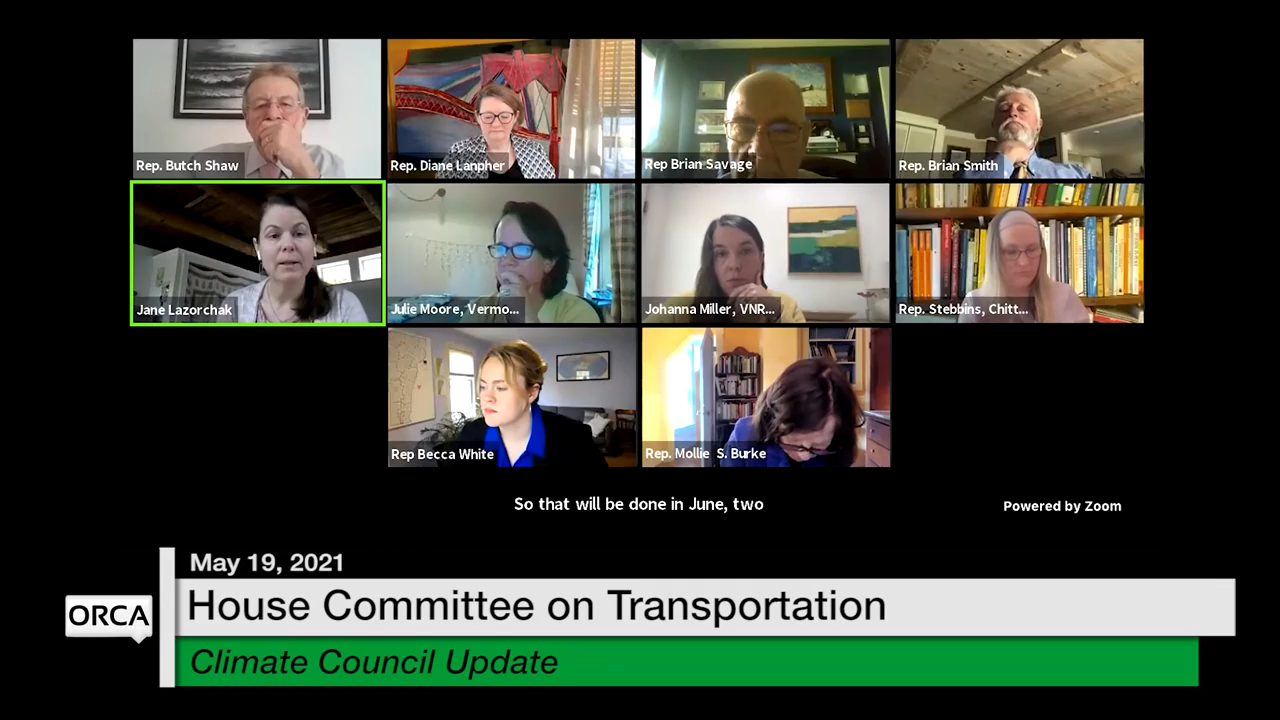 Rep. Butch Shaw
Rep. Diane Lanpher
Rep Brian Savage
Rep. Brian Smith
Jane Lazorchak
Julie Moore, Vermo...
Johanna Miller, VNR...
Rep. Stebbins, Chitt...
Rep Becca White
Rep. Mollie S. Burke
So that will be done in June, two
Powered by Zoom
May 19, 2021
House Committee on Transportation
ORCA
Climate Council Update